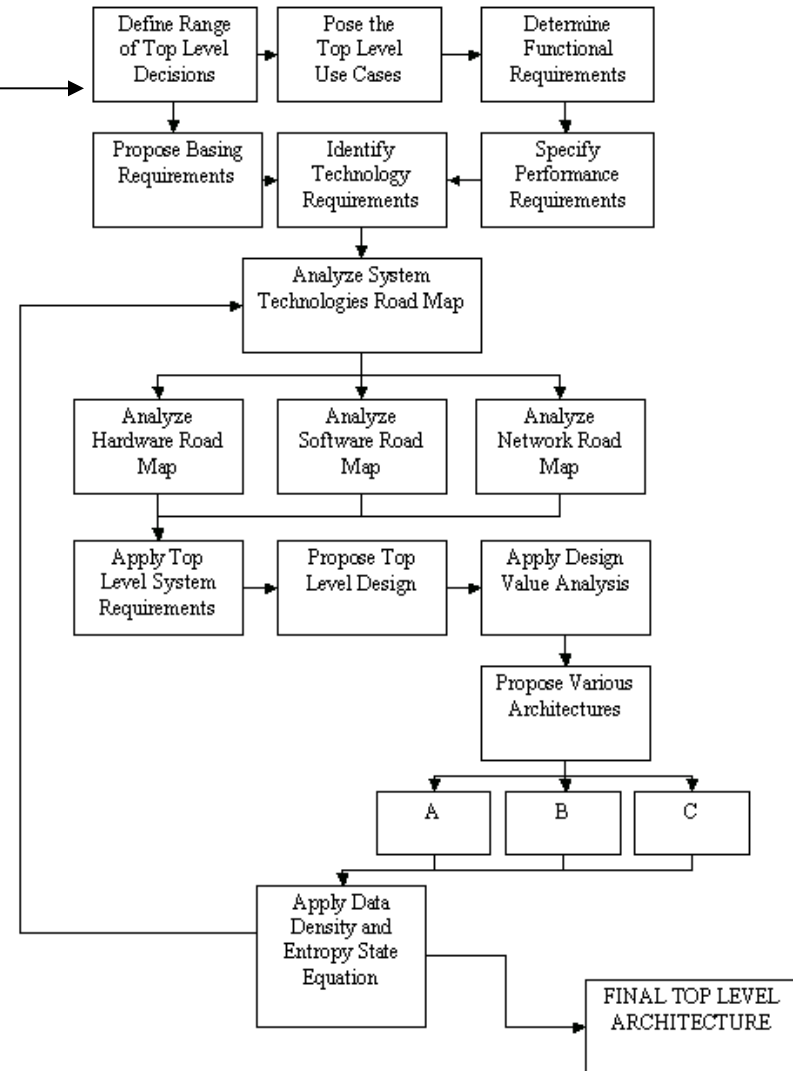 Define Range
of Top Level
Decisions
Pose the
Top Level
Use Cases
Determine
Functional
Requirements
Propose Basing
Requirements
Identify
Technology
Requirements
Specify
Performance
Requirements
Analyze System
Technologies Road Map
Analyze
Hardware Road
Map
Analyze
Software Road
Map
Analyze
Network Road
Map
Apply Top
Level System
Requirements
Propose Top
Level Design
Apply Design
Value Analysis
Propose Various
Architectures
A
B
C
Apply Data
Density and
Entropy State
Equation
FINAL TOP LEVEL
ARCHITECTURE